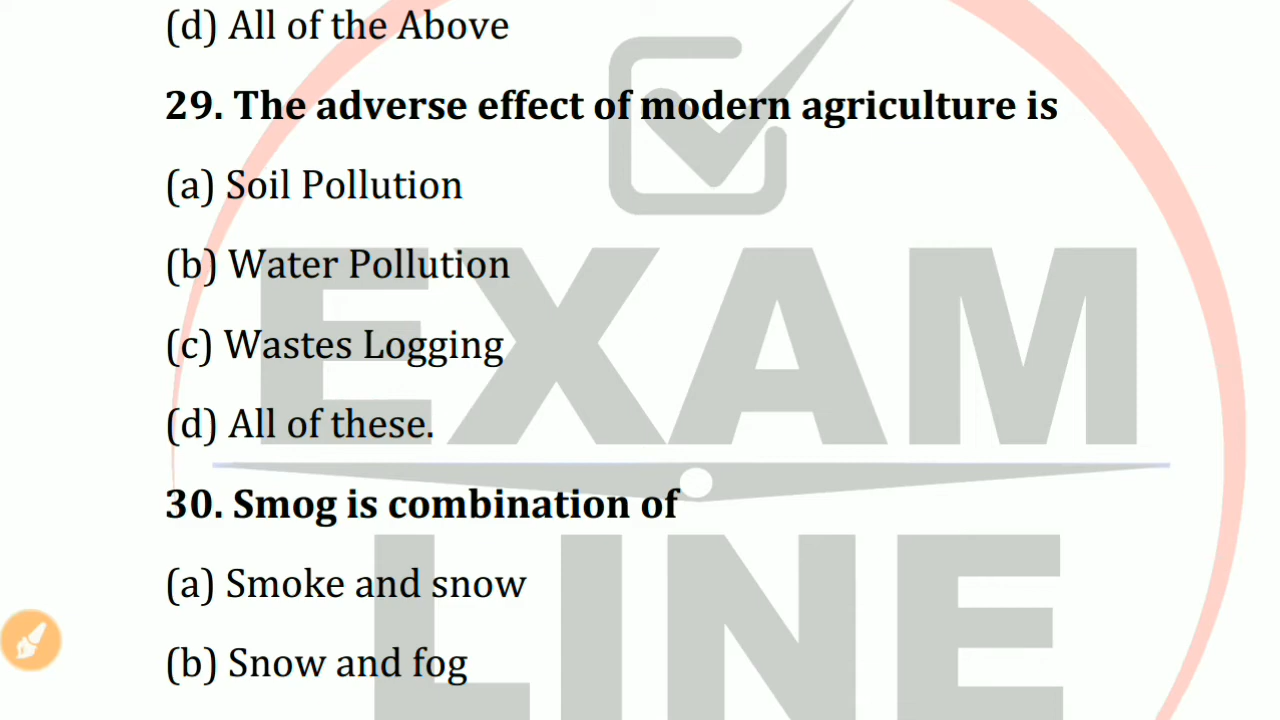 (d) All of the Above
29. The adverse effect of modern agriculture is
(a) Soil Pollution
(b) Water Pollution
(c) Wastes Logging
(d) All of these.
30. Smog is combination of
(a) Smoke and snow
(b) Snow and fog
EXAM
LINE